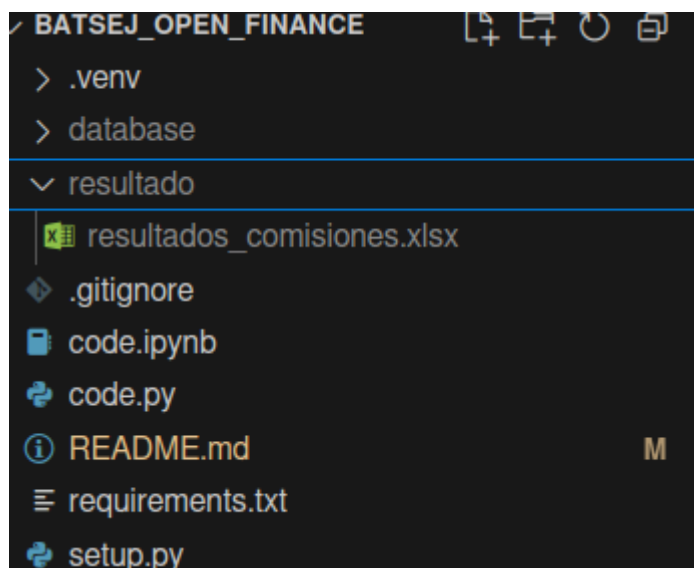 BATSEJ_OPEN_FINANCE
.venv
database
resultado
resultados_comisiones.xlsx
.gitignore
code.ipynb
code.py
README.md M
requirements.txt
setup.py